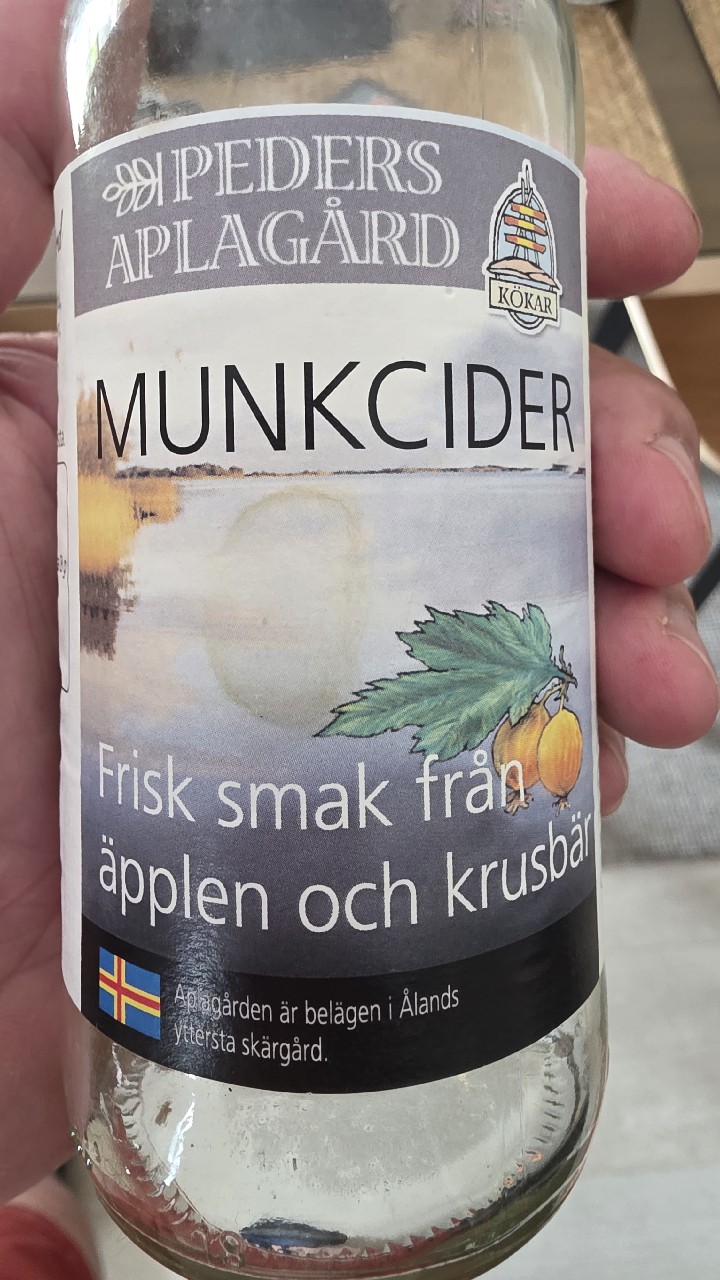 PEDERS
APLAGÅRD
KÖKAR
MUNKCIDER
Frisk smak från
äpplen och krusbär
Aplagården är belägen i Ålands
yttersta skärgård.